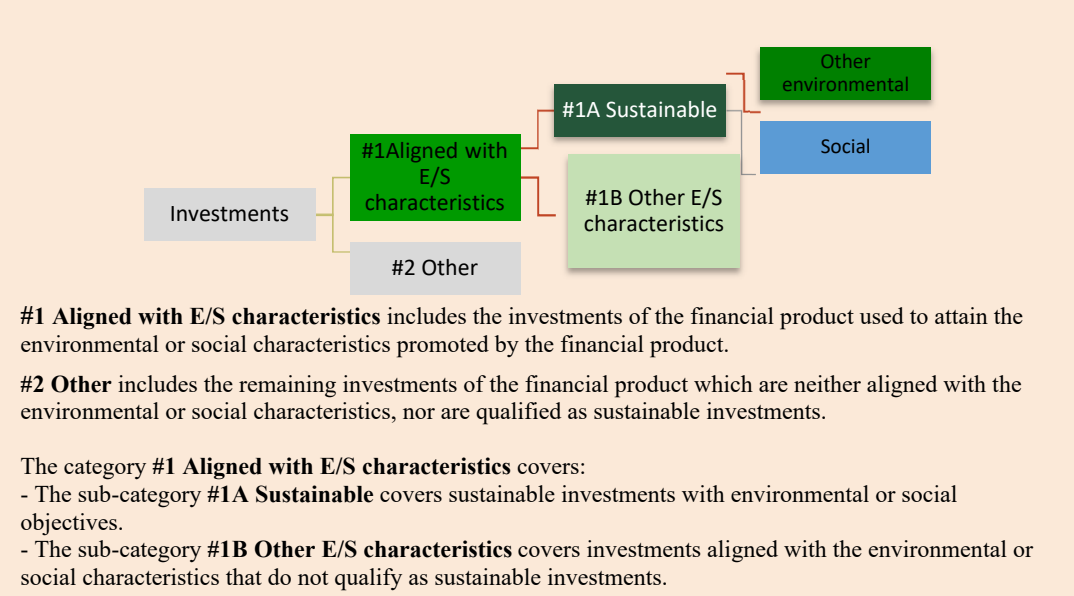 Other
environmental
#1A Sustainable
Social
#1Aligned with
E/S
characteristics
#1B Other E/S
characteristics
Investments
#2 Other
#1 Aligned with E/S characteristics includes the investments of the financial product used to attain the
environmental or social characteristics promoted by the financial product.
#2 Other includes the remaining investments of the financial product which are neither aligned with the
environmental or social characteristics, nor are qualified as sustainable investments.
The category #1 Aligned with E/S characteristics covers:
- The sub-category #1A Sustainable covers sustainable investments with environmental or social
objectives.
- The sub-category #1B Other E/S characteristics covers investments aligned with the environmental or
social characteristics that do not qualify as sustainable investments.